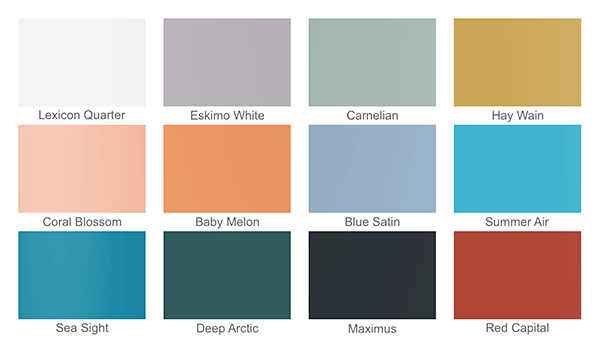 Lexicon Quarter
Eskimo White
Carnelian
Hay Wain
Coral Blossom
Baby Melon
Blue Satin
Summer Air
Sea Sight
Deep Arctic
Maximus
Red Capital